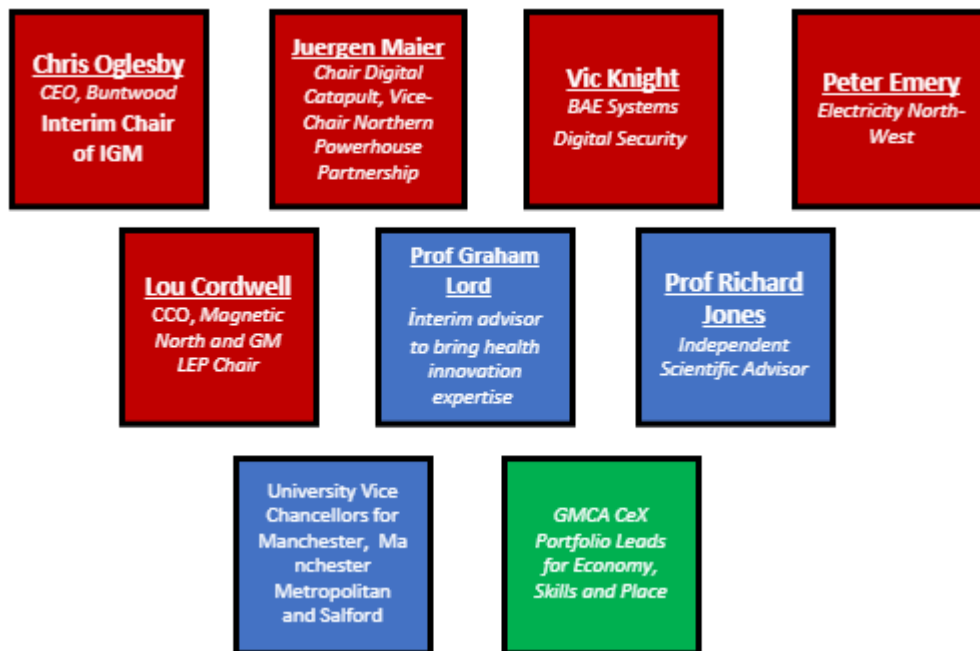 Chris Oglesby
CEO, Buntwood
Interim Chair
of IGM
Juergen Maier
Chair Digital
Catapult, Vice-
Chair Northern
Powerhouse
Partnership
Vic Knight
BAE Systems
Digital Security
Peter Emery
Electricity North-
West
Lou Cordwell
CCO, Magnetic
North and GM
LEP Chair
Prof Graham
Lord
Interim advisor
to bring health
innovation
expertise
Prof Richard
Jones
Independent
Scientific Advisor
University Vice
Chancellors for
Manchester, Ma
nchester
Metropolitan
and Salford
GMCA CeX
Portfolio Leads
for Economy,
Skills and Place